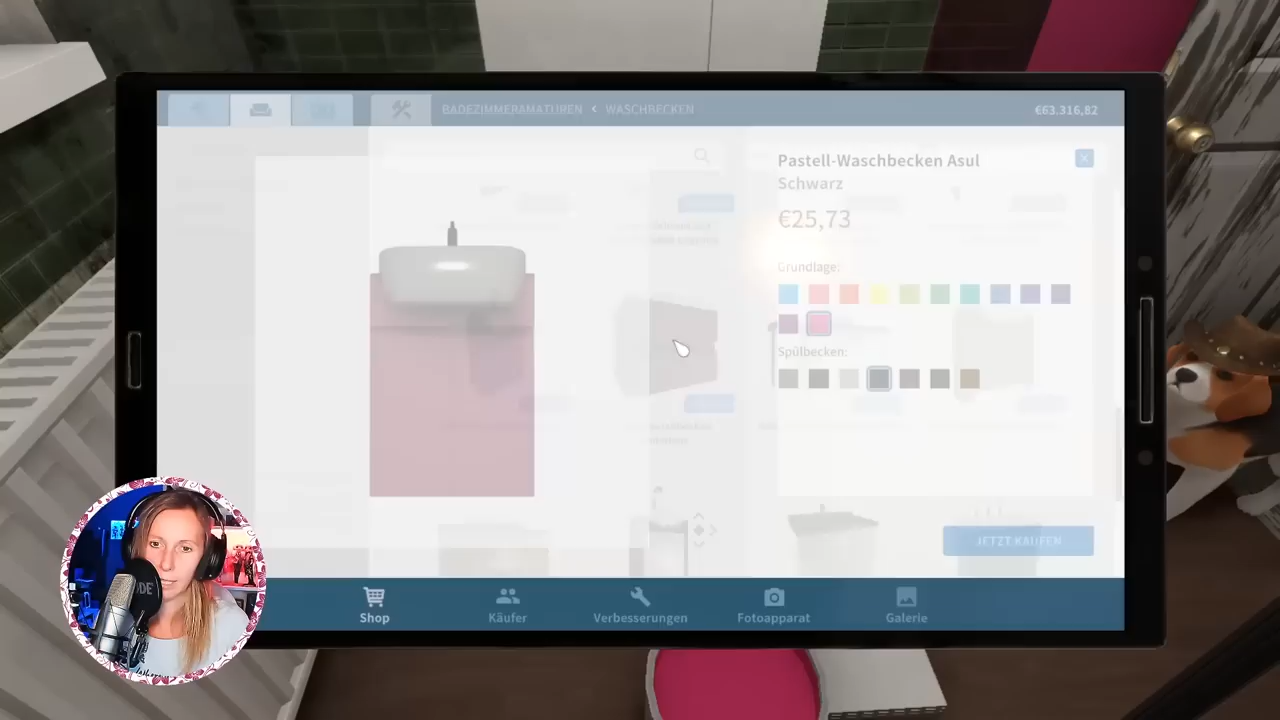 BADEZIMMERAMATUREN < WASCHBECKEN
€63.316,82
Pastell-Waschbecken Asul
Schwarz
€25,73
Grundlage:
Spülbecken:
JETZT KAUFEN
Shop
Käufer
Verbesserungen
Fotoapparat
Galerie